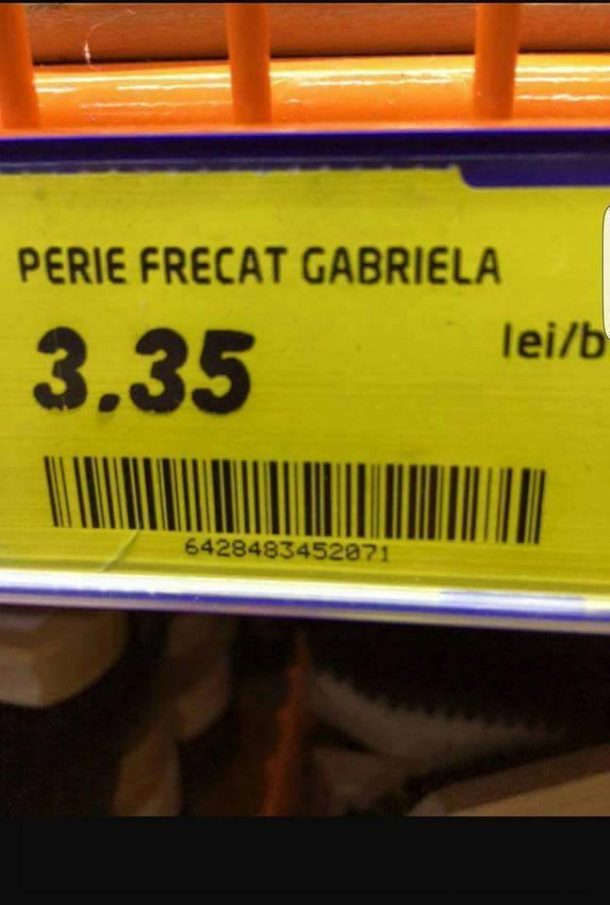 PERIE FRECAT GABRIELA
3.35
lei/b
6428483452071